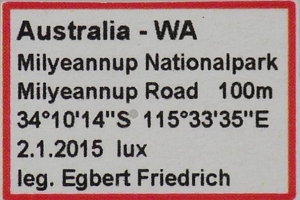 Australia - WA
Milyeannup Nationalpark
Milyeannup Road 100m
34°10'14"S 115°33'35"E
2.1.2015 lux
leg. Egbert Friedrich